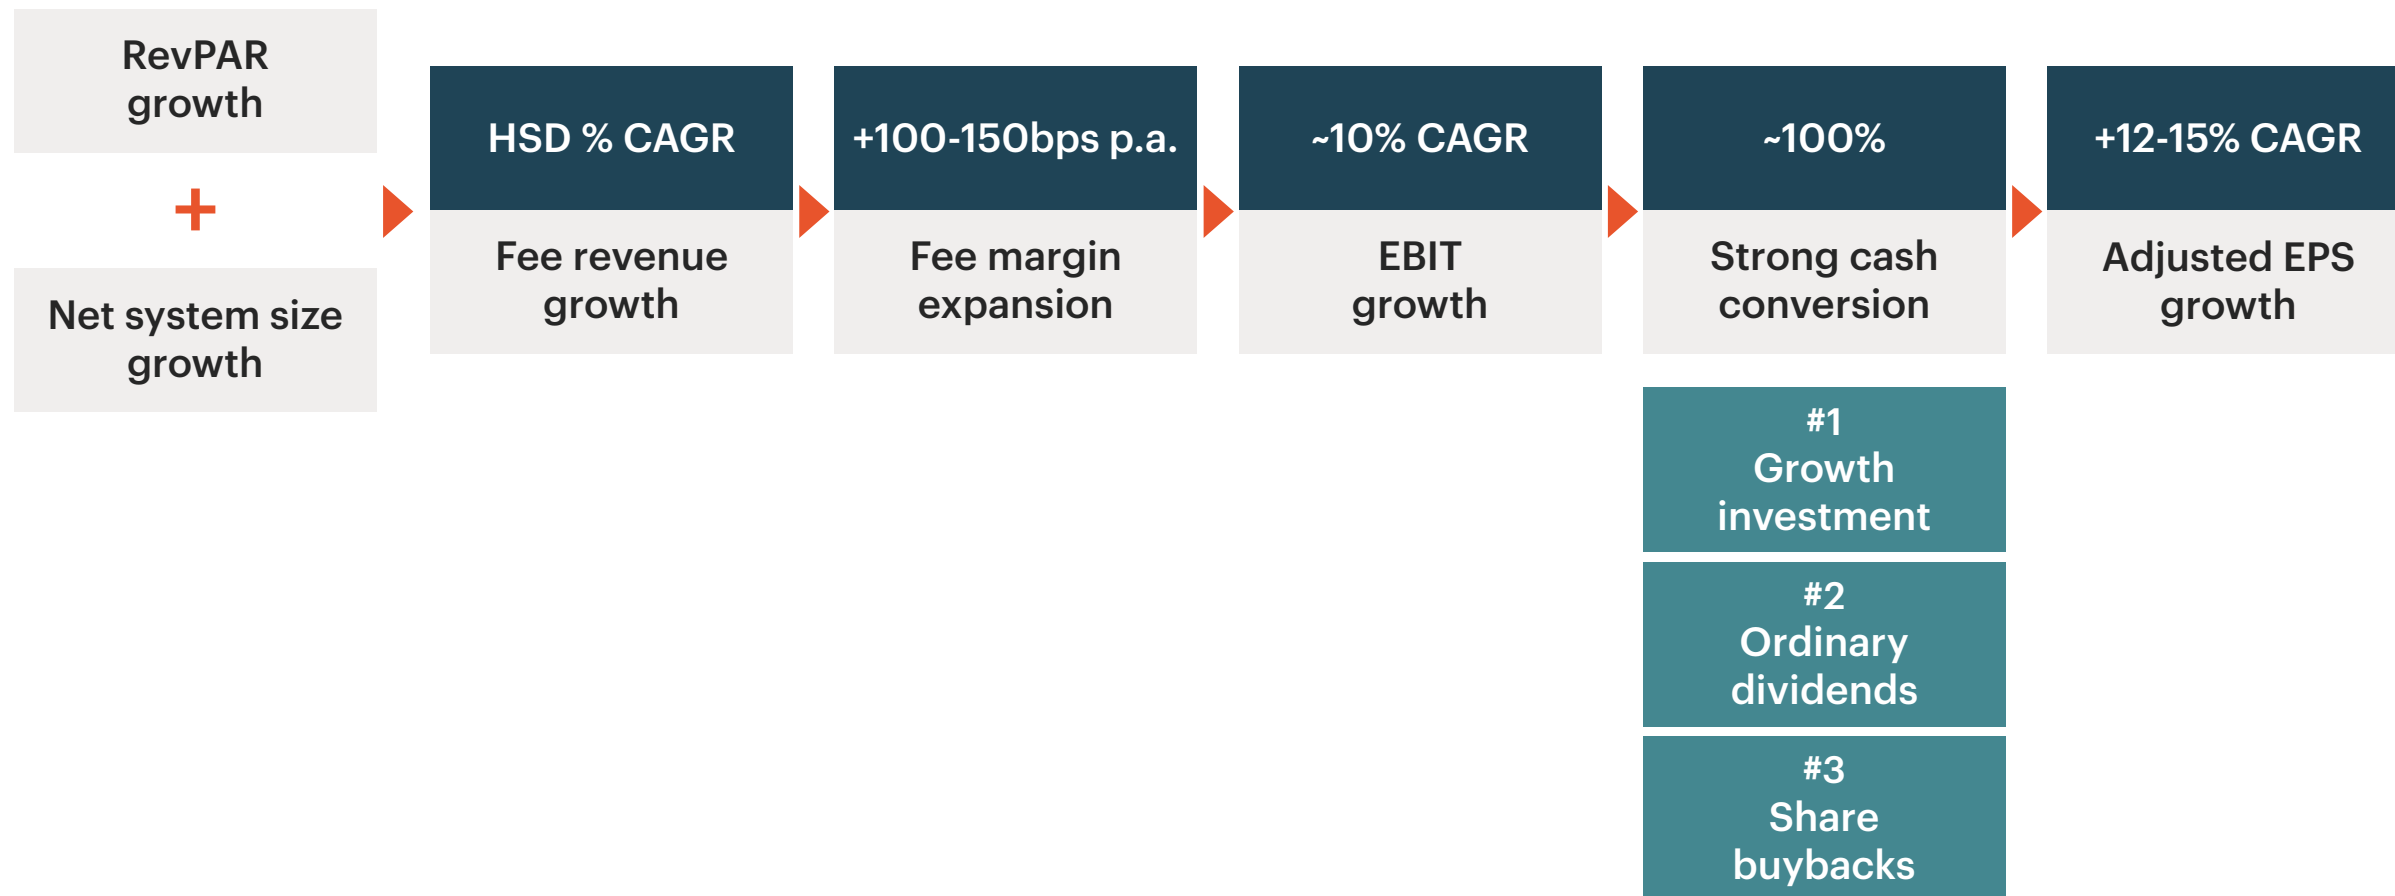 RevPAR
growth
+
Net system size
growth
HSD % CAGR
Fee revenue
growth
+100-150bps p.a.
Fee margin
expansion
~10% CAGR
EBIT
growth
~100%
Strong cash
conversion
#1
Growth
investment
#2
Ordinary
dividends
#3
Share
buybacks
+12-15% CAGR
Adjusted EPS
growth